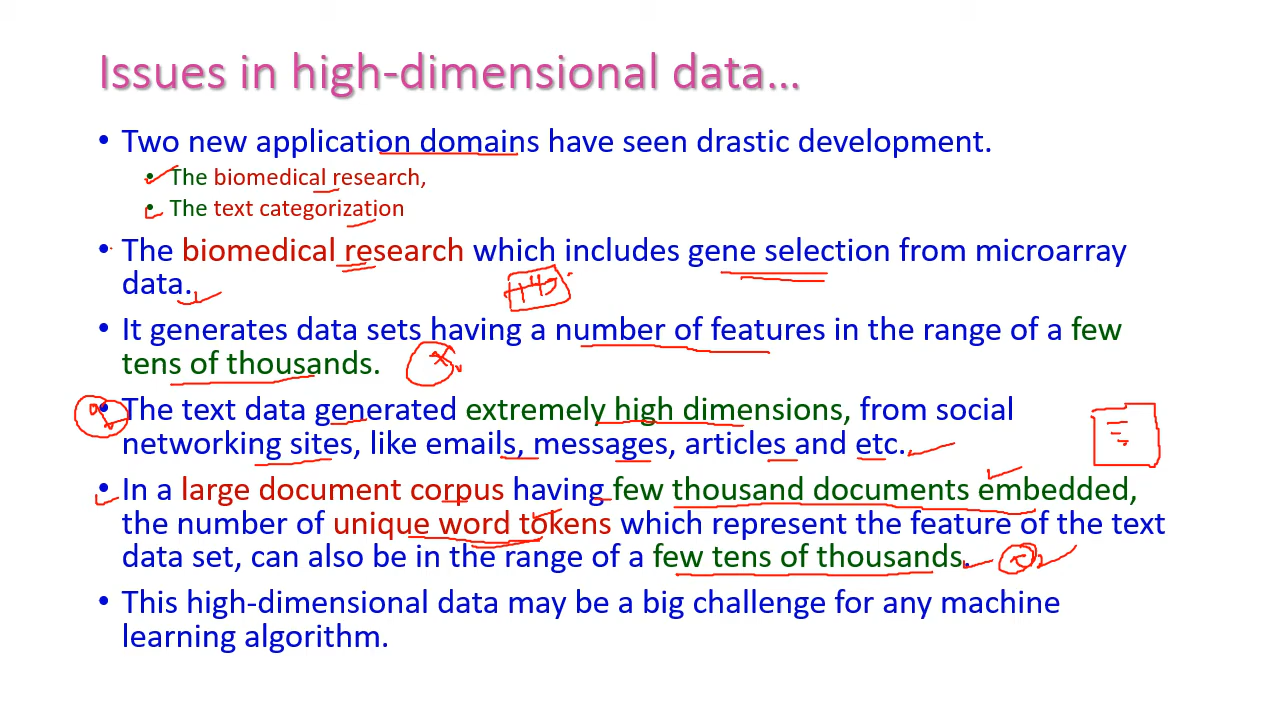 Issues in high-dimensional data...
• Two new application domains have seen drastic development.
• The biomedical research,
• The text categorization
• The biomedical research which includes gene selection from microarray
data.
• It generates data sets having a number of features in the range of a few
tens of thousands.
• The text data generated extremely high dimensions, from social
networking sites, like emails, messages, articles and etc.
• In a large document corpus having few thousand documents embedded,
the number of unique word tokens which represent the feature of the text
data set, can also be in the range of a few tens of thousands.
• This high-dimensional data may be a big challenge for any machine
learning algorithm.